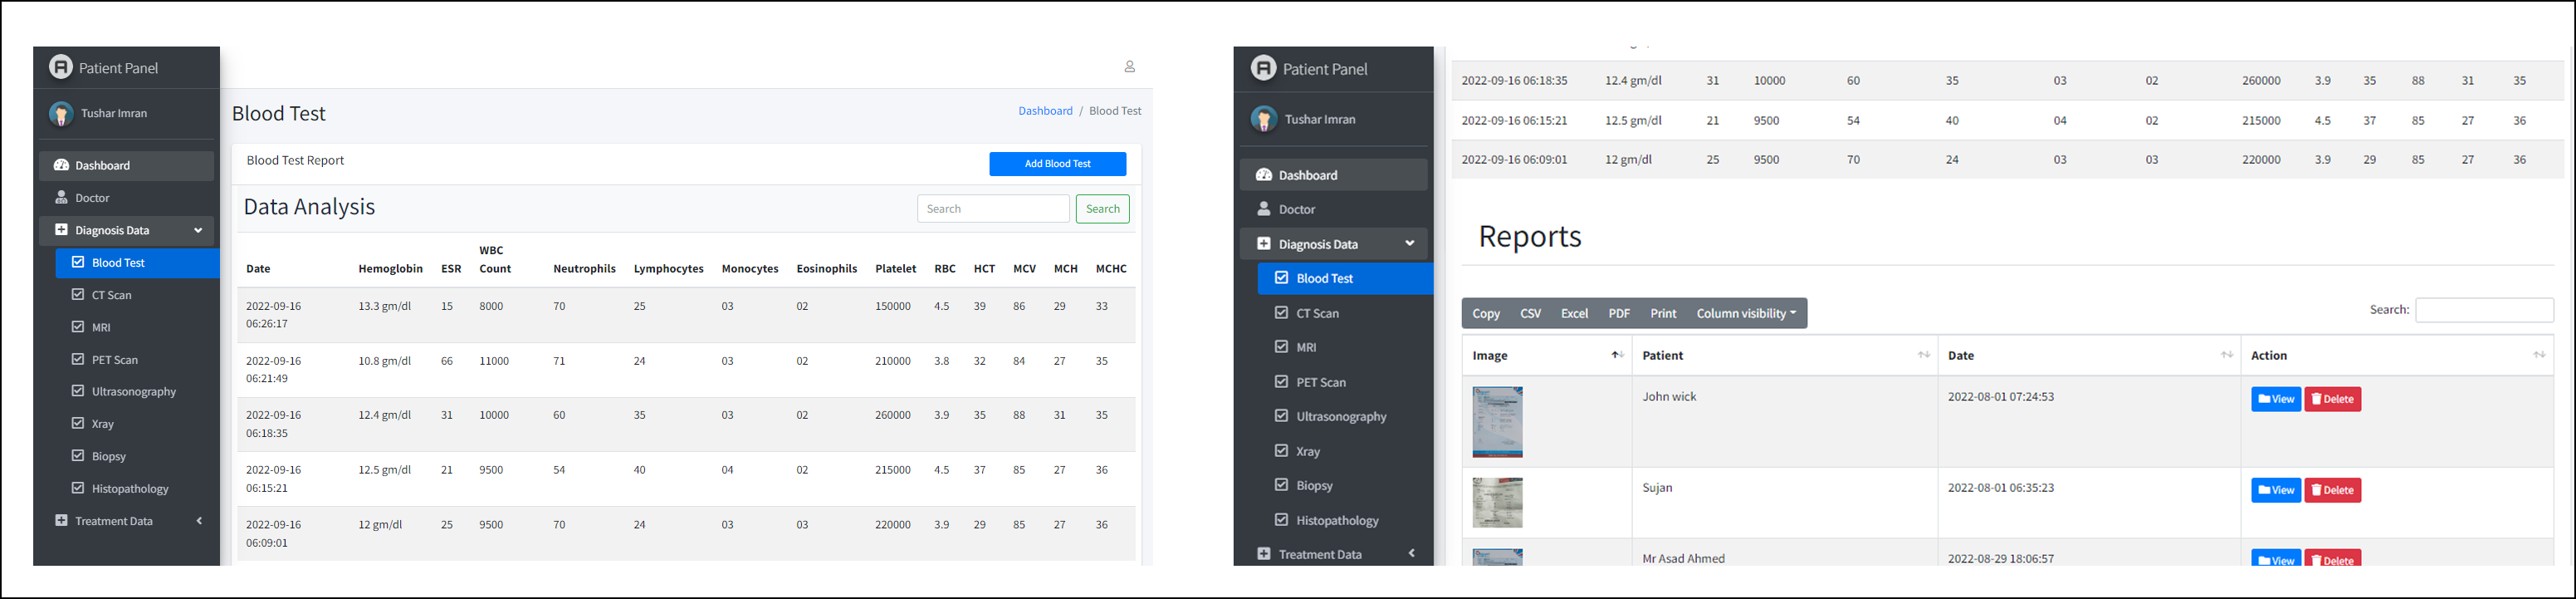 Patient Panel
Tushar Imran
Dashboard
Doctor
Diagnosis Data
Blood Test
CT Scan
MRI
PET Scan
Ultrasonography
Xray
Biopsy
Histopathology
Treatment Data
Blood Test
Dashboard / Blood Test
Blood Test Report
Add Blood Test
Data Analysis
Search
Search
Date Hemoglobin ESR WBC Count Neutrophils Lymphocytes Monocytes Eosinophils Platelet RBC HCT MCV MCH MCHC
2022-09-16 06:26:17 13.3 gm/dl 15 8000 70 25 03 02 150000 4.5 39 86 29 33
2022-09-16 06:21:49 10.8 gm/dl 66 11000 71 24 03 02 210000 3.8 32 84 27 35
2022-09-16 06:18:35 12.4 gm/dl 31 10000 60 35 03 02 260000 3.9 35 88 31 35
2022-09-16 06:15:21 12.5 gm/dl 21 9500 54 40 04 02 215000 4.5 37 85 27 36
2022-09-16 06:09:01 12 gm/dl 25 9500 70 24 03 03 220000 3.9 29 85 27 36
Patient Panel
Tushar Imran
Dashboard
Doctor
Diagnosis Data
Blood Test
CT Scan
MRI
PET Scan
Ultrasonography
Xray
Biopsy
Histopathology
Treatment Data
2022-09-16 06:18:35 12.4 gm/dl 31 10000 60 35 03 02 260000 3.9 35 88 31 35
2022-09-16 06:15:21 12.5 gm/dl 21 9500 54 40 04 02 215000 4.5 37 85 27 36
2022-09-16 06:09:01 12 gm/dl 25 9500 70 24 03 03 220000 3.9 29 85 27 36
Reports
Copy CSV Excel PDF Print Column visibility
Search:
Image Patient Date Action
John wick 2022-08-01 07:24:53 View Delete
Sujan 2022-08-01 06:35:23 View Delete
Mr Asad Ahmed 2022-08-29 18:06:57 View Delete